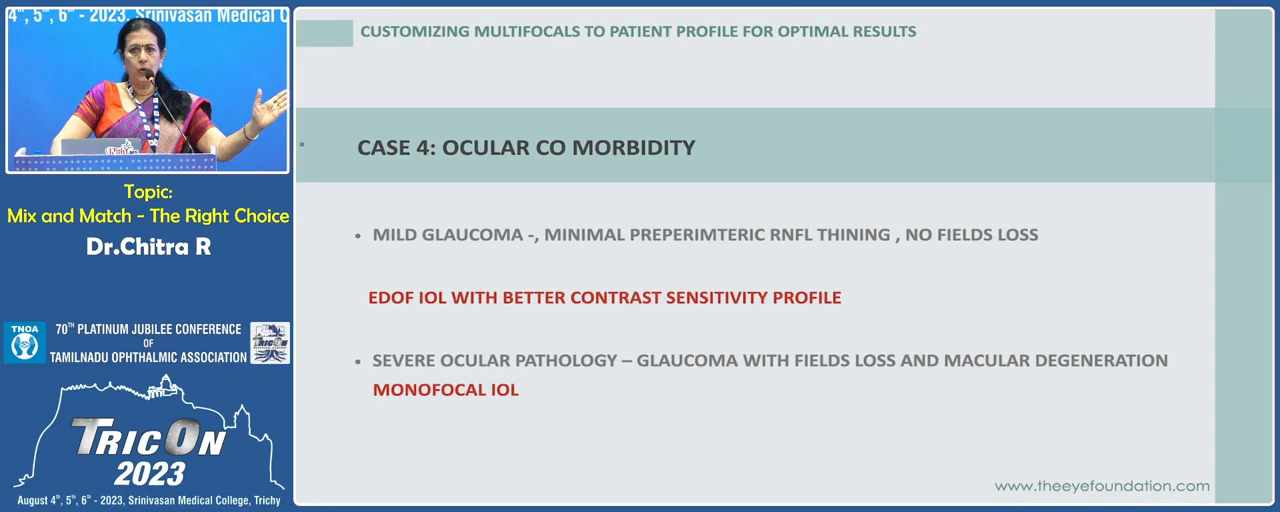 4th, 5th, 6th - 2023, Srinivasan Medical C
Topic:
Mix and Match - The Right Choice
Dr.Chitra R
TNOA
70th PLATINUM JUBILEE CONFERENCE
OF
TAMILNADU OPHTHALMIC ASSOCIATION
TRICON
2023
August 4th, 5th, 6th - 2023, Srinivasan Medical College, Trichy
CUSTOMIZING MULTIFOCALS TO PATIENT PROFILE FOR OPTIMAL RESULTS
CASE 4: OCULAR CO MORBIDITY
• MILD GLAUCOMA -, MINIMAL PREPERIMTERIC RNFL THINING , NO FIELDS LOSS
EDOF IOL WITH BETTER CONTRAST SENSITIVITY PROFILE
• SEVERE OCULAR PATHOLOGY – GLAUCOMA WITH FIELDS LOSS AND MACULAR DEGENERATION
MONOFOCAL IOL
www.theeyefoundation.com